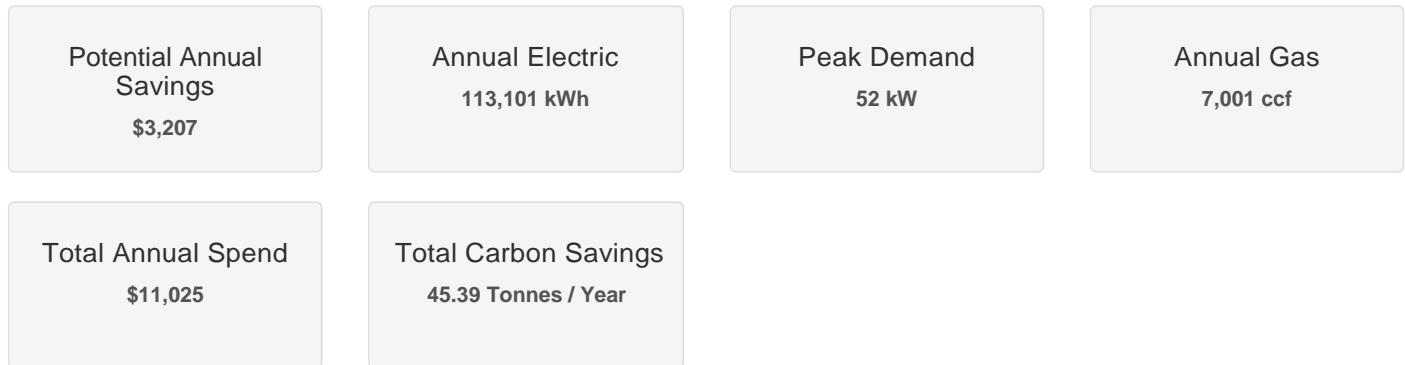 Potential Annual
Savings
$3,207
Annual Electric
113,101 kWh
Peak Demand
52 kW
Annual Gas
7,001 ccf
Total Annual Spend
$11,025
Total Carbon Savings
45.39 Tonnes / Year